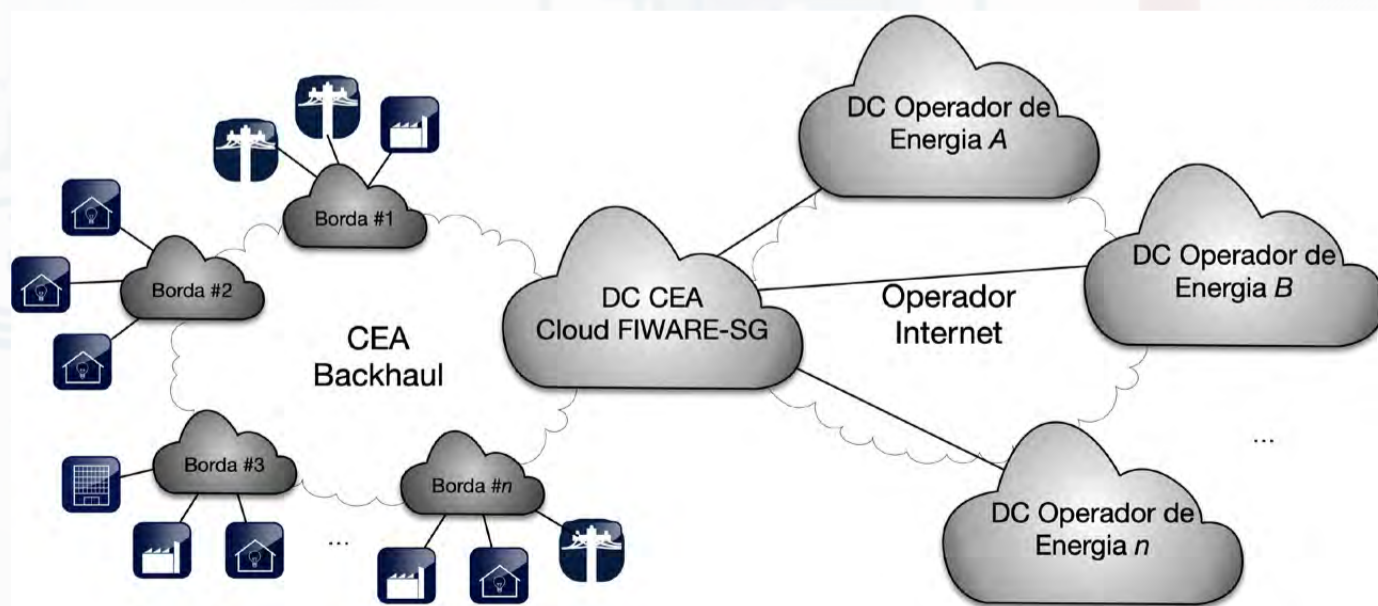 DC Operador de
Energia A
Borda #1
Borda #2
CEA
Backhaul
DC CEA
Cloud FIWARE-SG
Operador
Internet
DC Operador de
Energia B
Borda #3
...
Borda #n
DC Operador de
Energia n
...